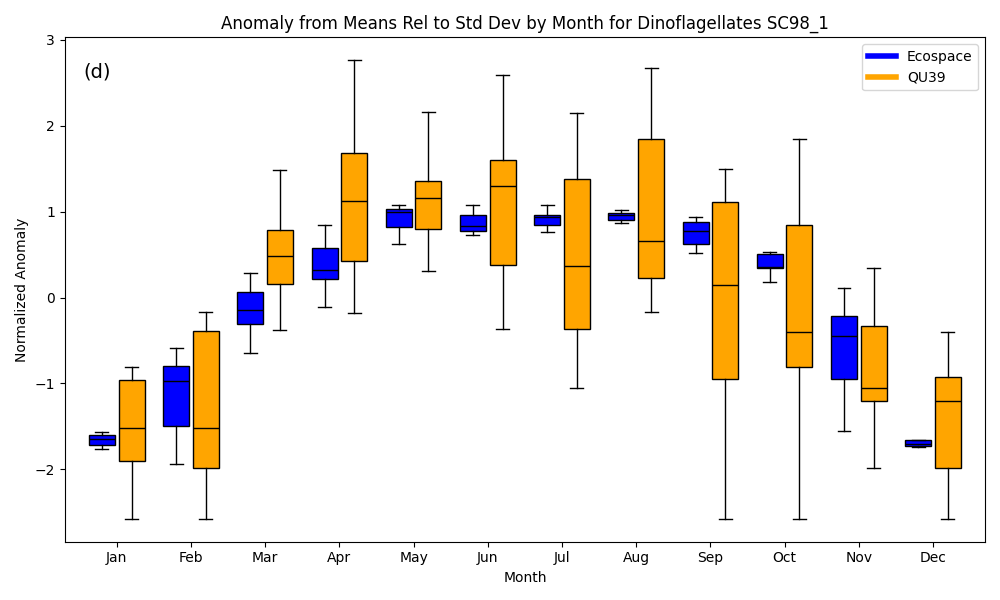 Anomaly from Means Rel to Std Dev by Month for Dinoflagellates SC98_1
(d)
Ecospace
QU39
Normalized Anomaly
3
2
1
0
−1
−2
Jan Feb Mar Apr May Jun Jul Aug Sep Oct Nov Dec
Month